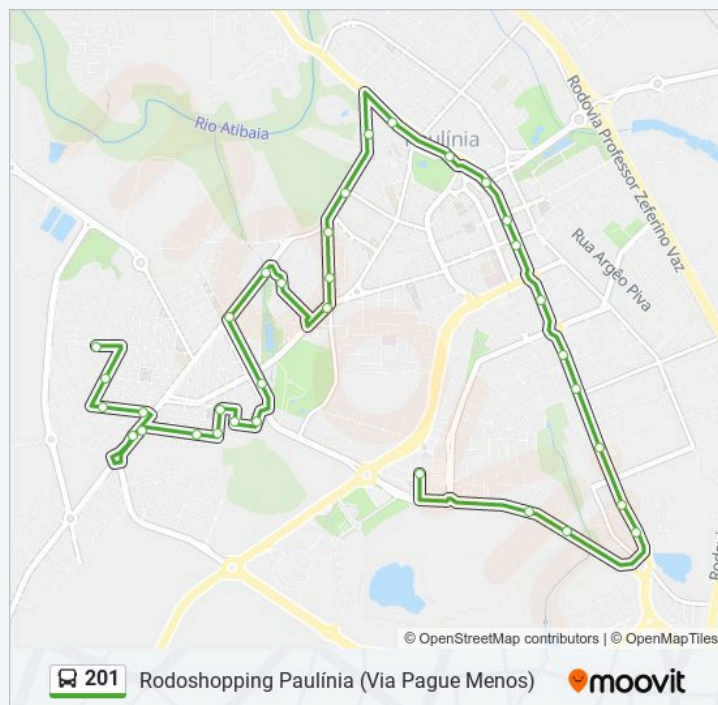 Rio Atibaia
Paulínia
Rodovia Professor Zeferino Vaz
Rua Argêo Piva
© OpenStreetMap contributors | © OpenMapTiles
201 Rodoshopping Paulínia (Via Pague Menos)
moovit